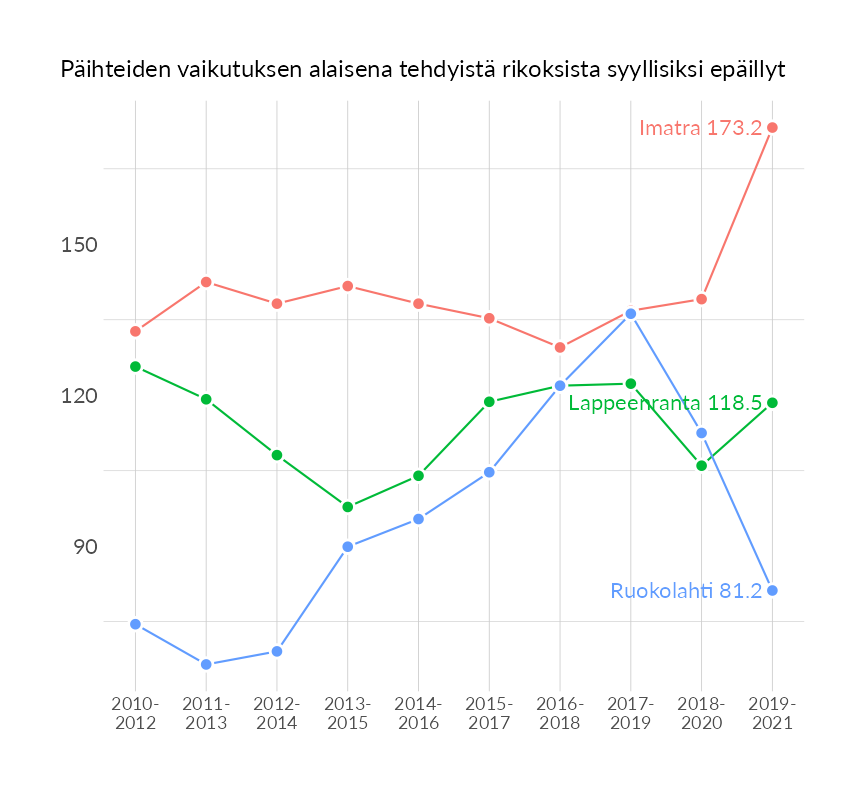 Päihteiden vaikutuksen alaisena tehdyistä rikoksista syyllisiksi epäillyt
Imatra 173.2
150
120
Lappeenranta 118.5
90
Ruokolahti 81.2
2010- 2011- 2012- 2013- 2014- 2015- 2016- 2017- 2018- 2019-
2012 2013 2014 2015 2016 2017 2018 2019 2020 2021